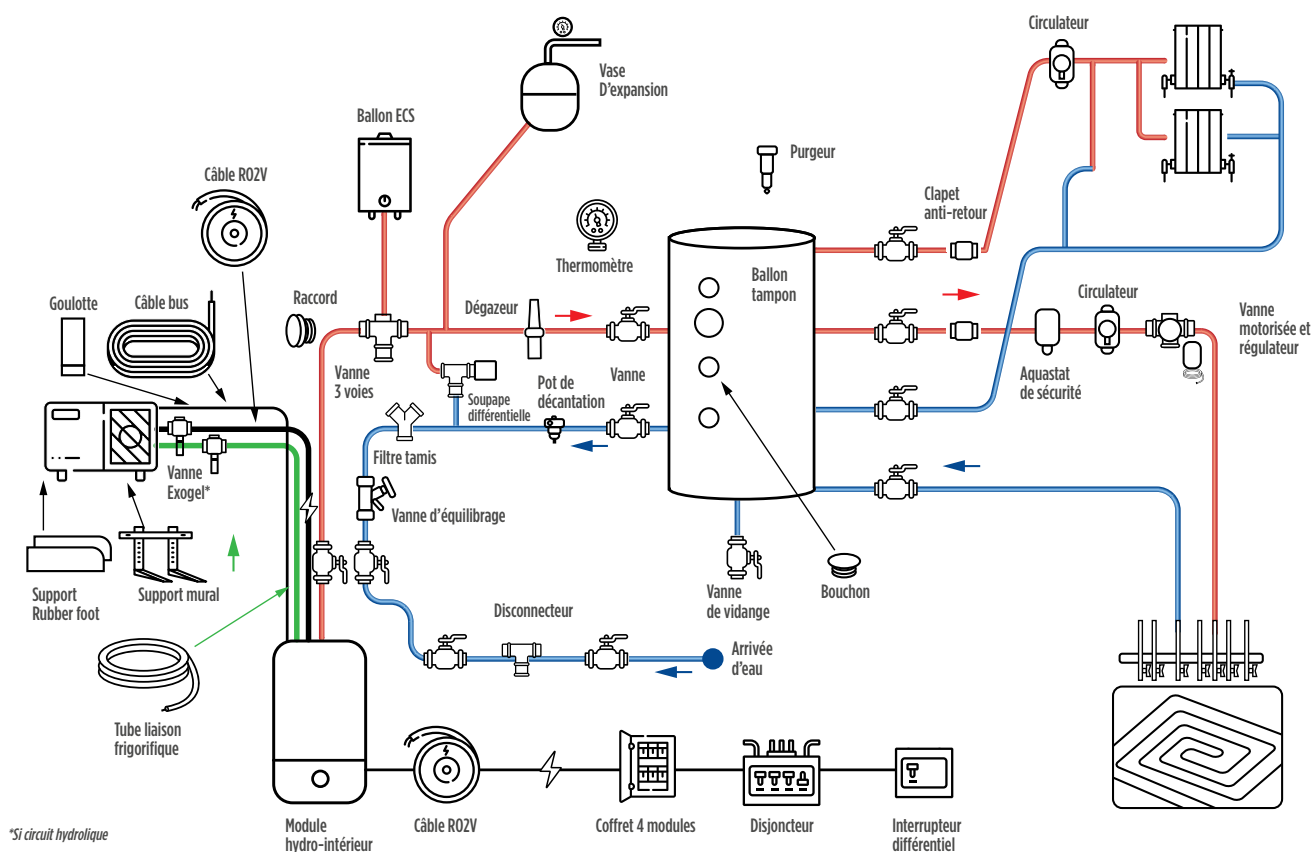 Circulateur
Vase
D'expansion
Ballon ECS
Purgeur
Câble RO2V
Clapet
anti-retour
Thermomètre
Ballon
tampon
Goulotte
Câble bus
Raccord
Dégazeur
Circulateur
Vanne
motorisée et
régulateur
Vanne
3 voies
Soupape
différentielle
Pot de
décantation
Vanne
Aquastat
de sécurité
Filtre tamis
Vanne
Exogel*
Vanne d'équilibrage
Support
Rubber foot
Support mural
Vanne
de vidange
Bouchon
Disconnecteur
Arrivée
d'eau
Tube liaison
frigorifique
*Si circuit hydrolique
Module
hydro-intérieur
Câble RO2V
Coffret 4 modules
Disjoncteur
Interrupteur
différentiel